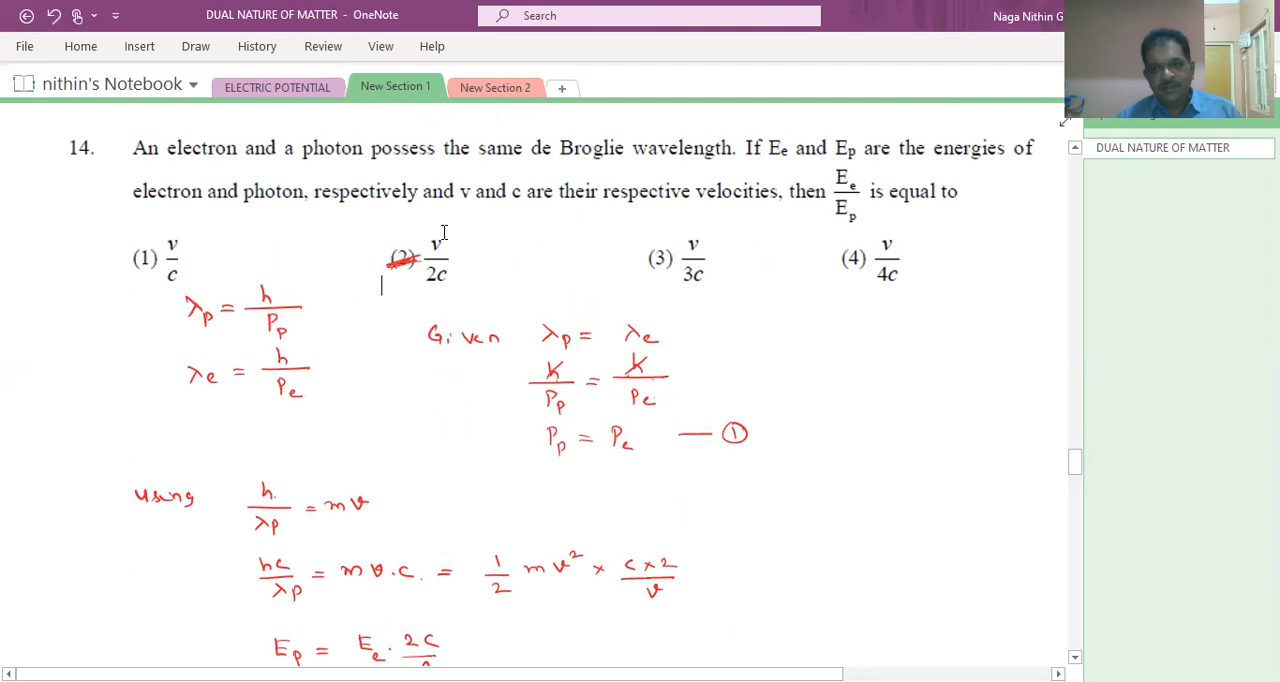 DUAL NATURE OF MATTER - OneNote
Search
Naga Nithin G
File Home Insert Draw History Review View Help
nithin's Notebook
ELECTRIC POTENTIAL New Section 1 New Section 2
DUAL NATURE OF MATTER
14. An electron and a photon possess the same de Broglie wavelength. If Ee and Ep are the energies of
electron and photon, respectively and v and c are their respective velocities, then Ee/Ep is equal to
(1) v/c (2) v/2c (3) v/3c (4) v/4c
λp = h/Pp
Given λp = λe
λe = h/Pe
h/Pp = h/Pe
Pp = Pe — ①
Using h/λp = mv
hc/λp = mv.c. = 1/2 mv² × c×2/v
Ep = Ee . 2c